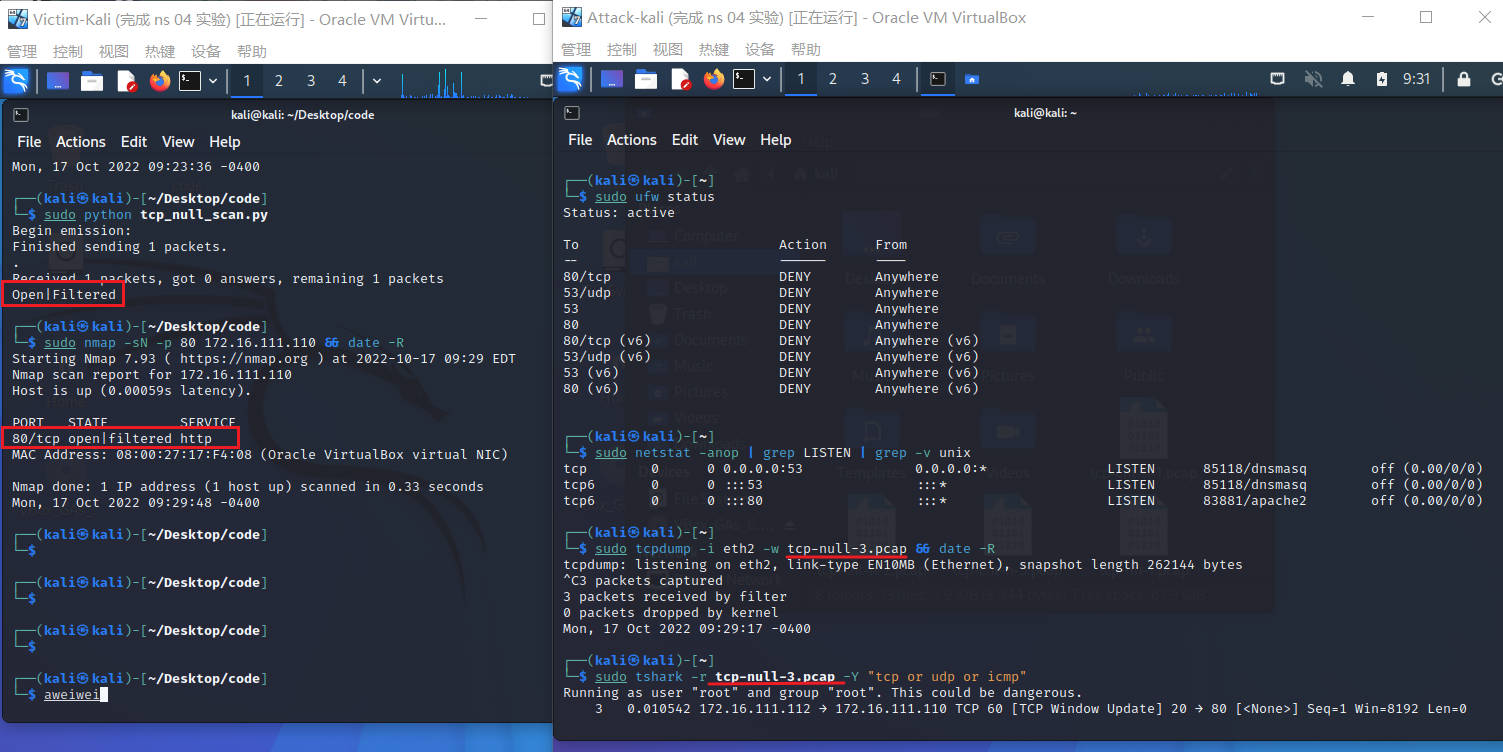 Victim-Kali (完成 ns 04 实验) [正在运行] - Oracle VM Virtu...
管理 控制 视图 热键 设备 帮助
1 2 3 4
kali@kali: ~/Desktop/code
File Actions Edit View Help
Mon, 17 Oct 2022 09:23:36 -0400
┌──(kali㉿kali)-[~/Desktop/code]
└─$ sudo python tcp_null_scan.py
Begin emission:
Finished sending 1 packets.
.
Received 1 packets, got 0 answers, remaining 1 packets
Open|Filtered
┌──(kali㉿kali)-[~/Desktop/code]
└─$ sudo nmap -sN -p 80 172.16.111.110 && date -R
Starting Nmap 7.93 ( https://nmap.org ) at 2022-10-17 09:29 EDT
Nmap scan report for 172.16.111.110
Host is up (0.00059s latency).
PORT STATE SERVICE
80/tcp open|filtered http
MAC Address: 08:00:27:17:F4:08 (Oracle VirtualBox virtual NIC)
Nmap done: 1 IP address (1 host up) scanned in 0.33 seconds
Mon, 17 Oct 2022 09:29:48 -0400
┌──(kali㉿kali)-[~/Desktop/code]
└─$
┌──(kali㉿kali)-[~/Desktop/code]
└─$
┌──(kali㉿kali)-[~/Desktop/code]
└─$
┌──(kali㉿kali)-[~/Desktop/code]
└─$ aweiwei
Attack-kali (完成 ns 04 实验) [正在运行] - Oracle VM VirtualBox
管理 控制 视图 热键 设备 帮助
1 2 3 4 9:31
kali@kali: ~
File Actions Edit View Help
┌──(kali㉿kali)-[~]
└─$ sudo ufw status
Status: active
To Action From
-- ------ ----
80/tcp DENY Anywhere
53/udp DENY Anywhere
53 DENY Anywhere
80 DENY Anywhere
80/tcp (v6) DENY Anywhere (v6)
53/udp (v6) DENY Anywhere (v6)
53 (v6) DENY Anywhere (v6)
80 (v6) DENY Anywhere (v6)
┌──(kali㉿kali)-[~]
└─$ sudo netstat -anop | grep LISTEN | grep -v unix
tcp 0 0 0.0.0.0:53 0.0.0.0:* LISTEN 85118/dnsmasq off (0.00/0/0)
tcp6 0 0 :::53 :::* LISTEN 85118/dnsmasq off (0.00/0/0)
tcp6 0 0 :::80 :::* LISTEN 83881/apache2 off (0.00/0/0)
┌──(kali㉿kali)-[~]
└─$ sudo tcpdump -i eth2 -w tcp-null-3.pcap && date -R
tcpdump: listening on eth2, link-type EN10MB (Ethernet), snapshot length 262144 bytes
^C3 packets captured
3 packets received by filter
0 packets dropped by kernel
Mon, 17 Oct 2022 09:29:17 -0400
┌──(kali㉿kali)-[~]
└─$ sudo tshark -r tcp-null-3.pcap -Y "tcp or udp or icmp"
Running as user "root" and group "root". This could be dangerous.
3 0.010542 172.16.111.112 → 172.16.111.110 TCP 60 [TCP Window Update] 20 → 80 [<None>] Seq=1 Win=8192 Len=0